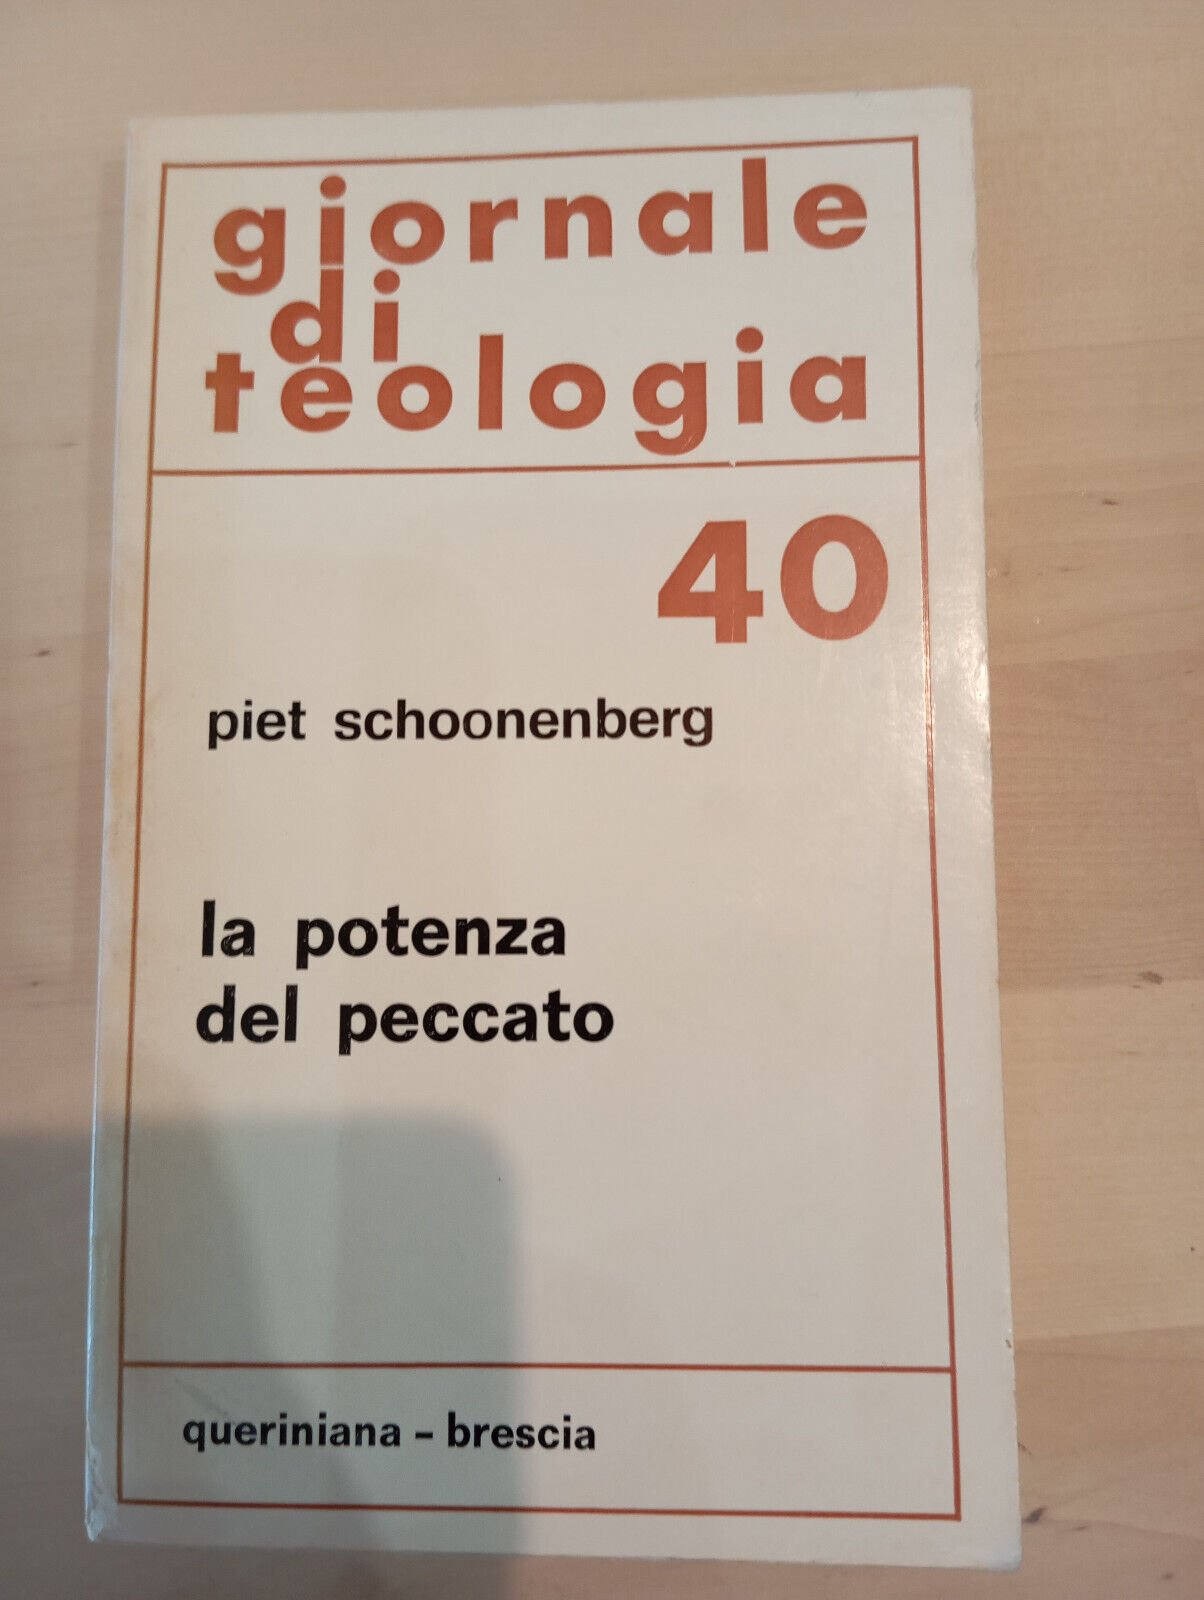 giornale
di
teologia
40
piet schoonenberg
la potenza
del peccato
queriniana - brescia